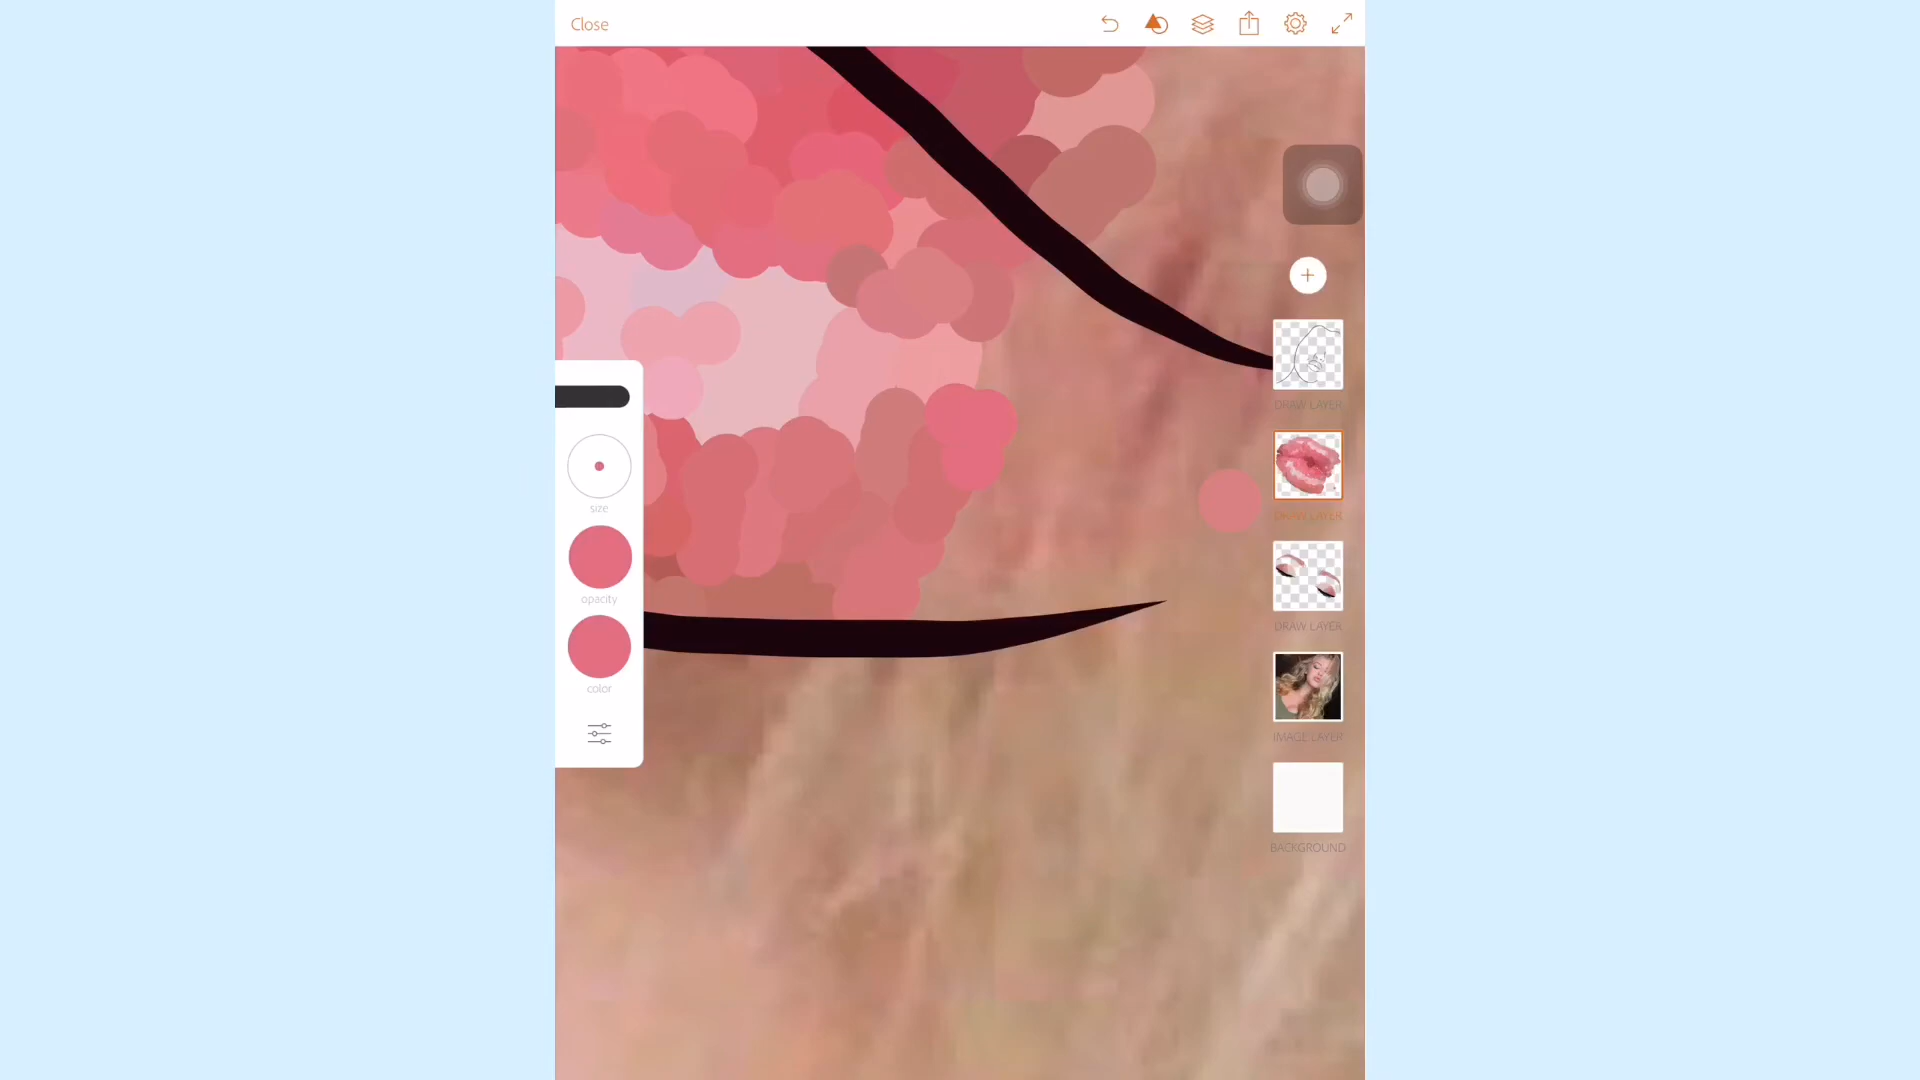 Close
DRAW LAYER
size
DRAW LAYER
opacity
DRAW LAYER
color
IMAGE LAYER
BACKGROUND